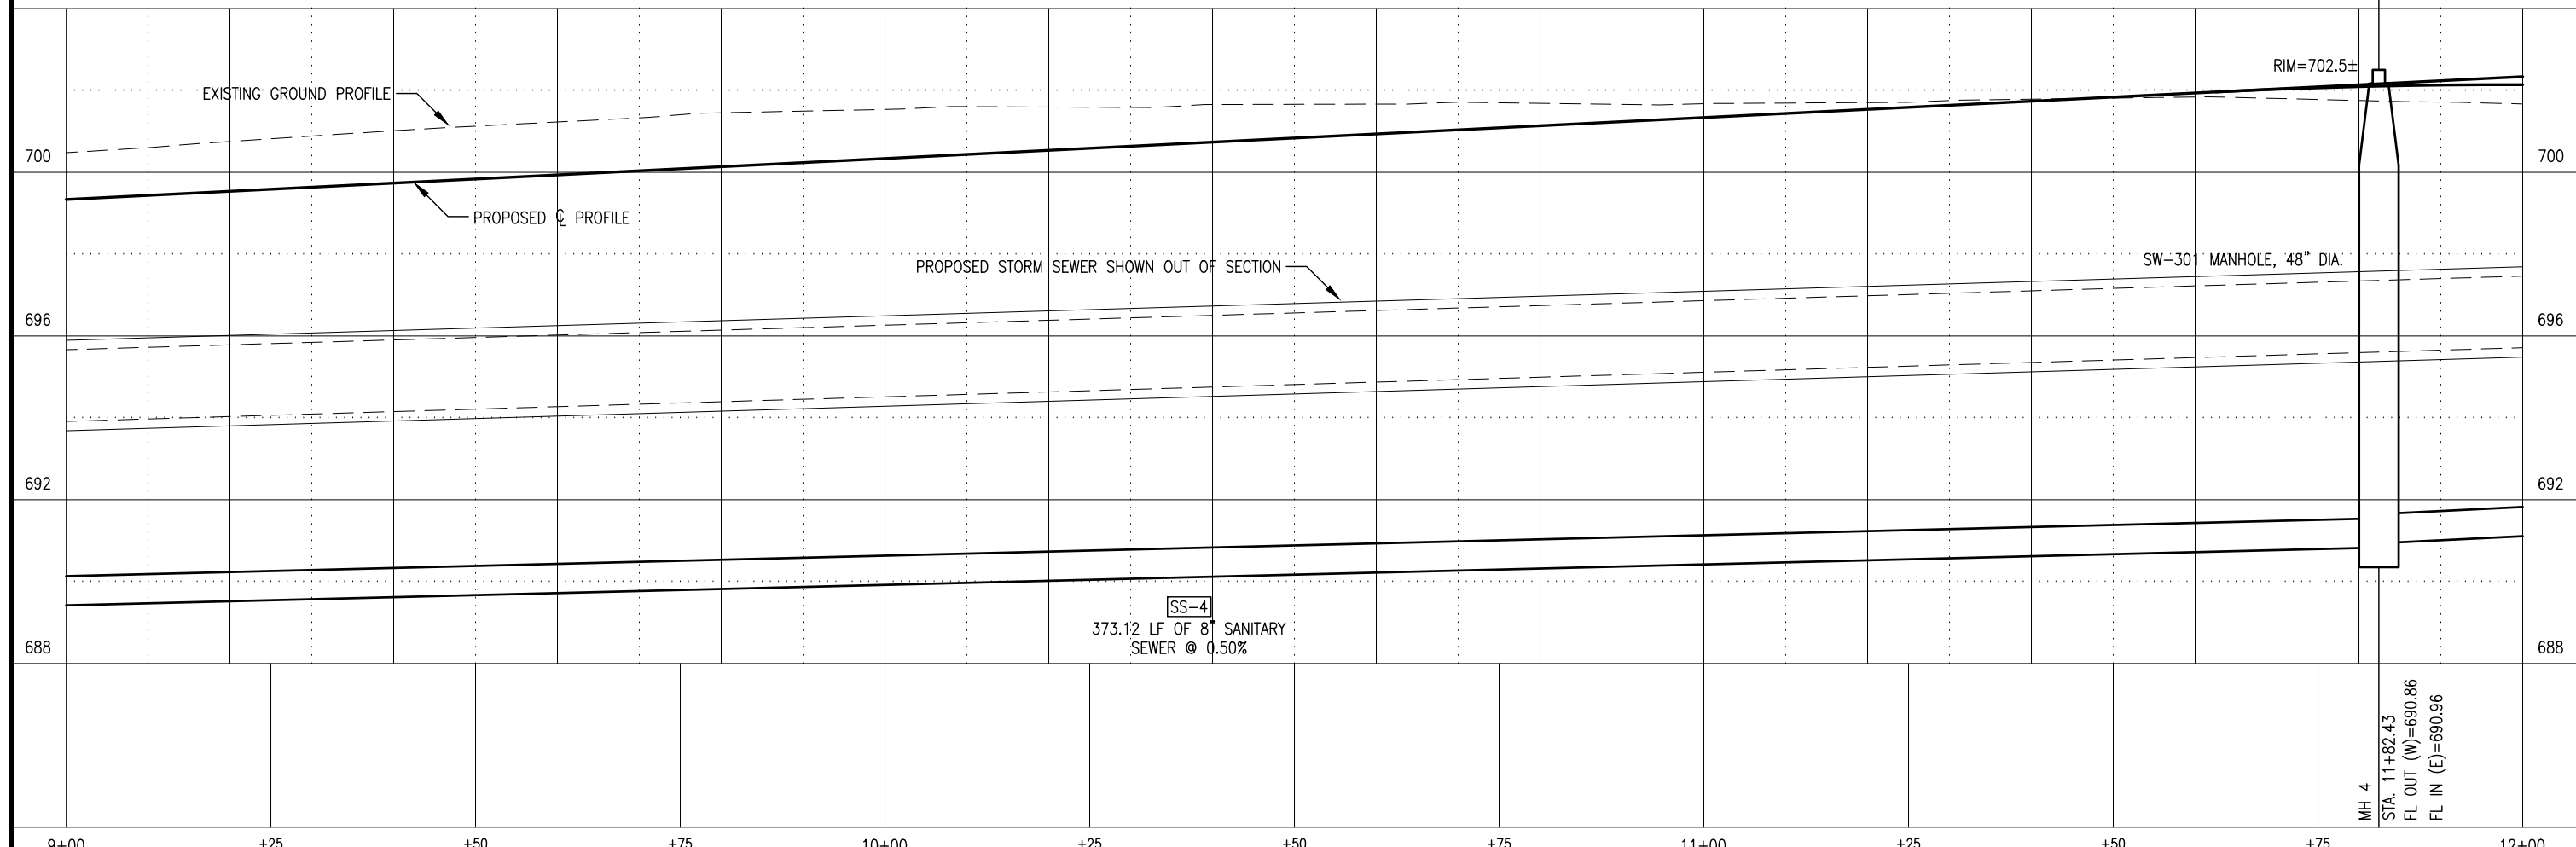 RIM=702.5±
EXISTING GROUND PROFILE
700
700
PROPOSED ℄ PROFILE
SW-301 MANHOLE, 48" DIA.
PROPOSED STORM SEWER SHOWN OUT OF SECTION
696
696
692
692
SS-4
373.12 LF OF 8" SANITARY
SEWER @ 0.50%
688
688
MH 4
STA. 11+82.43
FL OUT (W)=690.86
FL IN (E)=690.96
9+00
+25
+50
+75
10+00
+25
+50
+75
11+00
+25
+50
+75
12+00